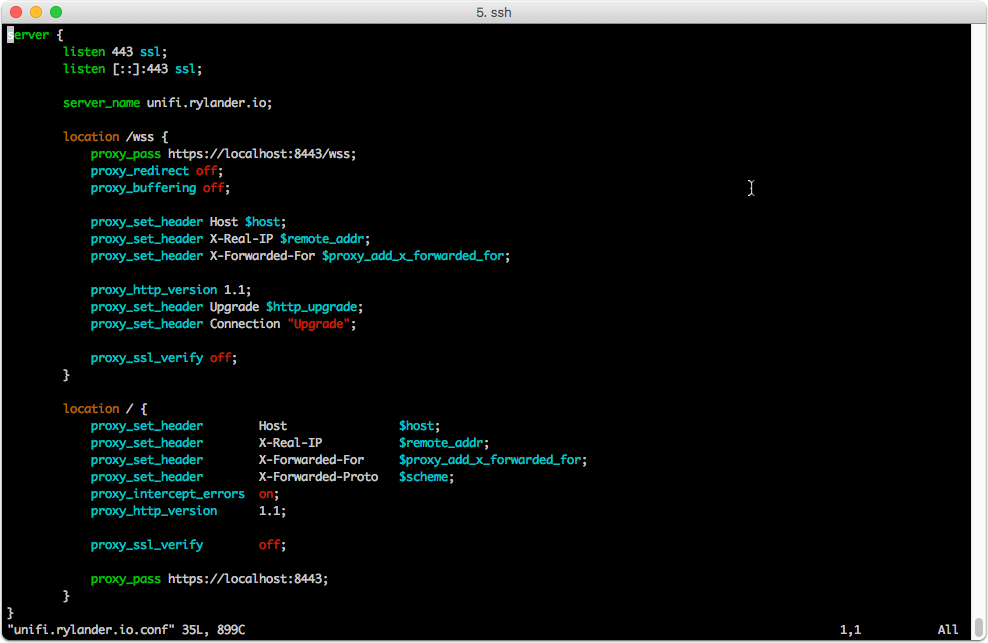 5. ssh
server {
listen 443 ssl;
listen [::]:443 ssl;
server_name unifi.rylander.io;
location /wss {
proxy_pass https://localhost:8443/wss;
proxy_redirect off;
proxy_buffering off;
proxy_set_header Host $host;
proxy_set_header X-Real-IP $remote_addr;
proxy_set_header X-Forwarded-For $proxy_add_x_forwarded_for;
proxy_http_version 1.1;
proxy_set_header Upgrade $http_upgrade;
proxy_set_header Connection "Upgrade";
proxy_ssl_verify off;
}
location / {
proxy_set_header Host $host;
proxy_set_header X-Real-IP $remote_addr;
proxy_set_header X-Forwarded-For $proxy_add_x_forwarded_for;
proxy_set_header X-Forwarded-Proto $scheme;
proxy_intercept_errors on;
proxy_http_version 1.1;
proxy_ssl_verify off;
proxy_pass https://localhost:8443;
}
}
"unifi.rylander.io.conf" 35L, 899C 1,1 All